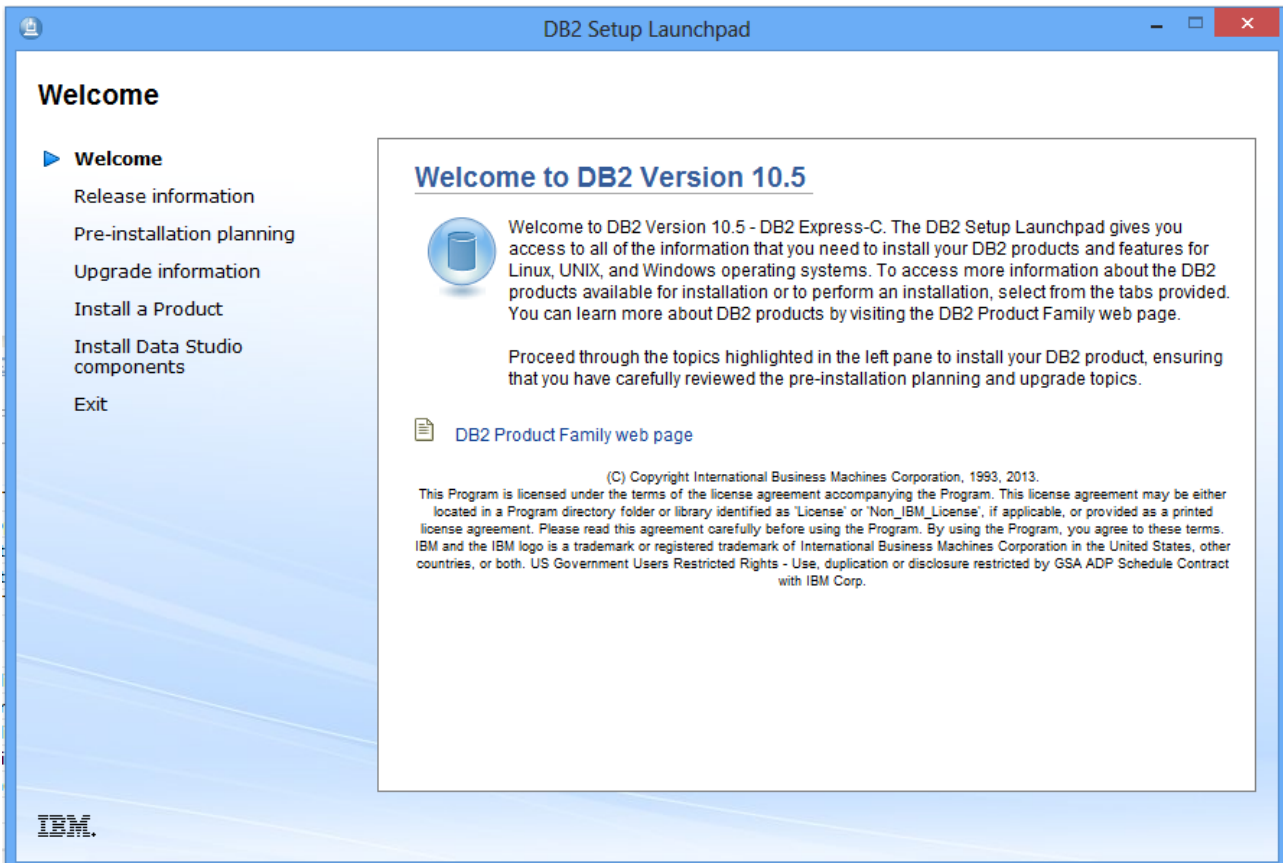 DB2 Setup Launchpad
Welcome
Welcome
Release information
Pre-installation planning
Upgrade information
Install a Product
Install Data Studio
components
Exit
Welcome to DB2 Version 10.5
Welcome to DB2 Version 10.5 - DB2 Express-C. The DB2 Setup Launchpad gives you
access to all of the information that you need to install your DB2 products and features for
Linux, UNIX, and Windows operating systems. To access more information about the DB2
products available for installation or to perform an installation, select from the tabs provided.
You can learn more about DB2 products by visiting the DB2 Product Family web page.
Proceed through the topics highlighted in the left pane to install your DB2 product, ensuring
that you have carefully reviewed the pre-installation planning and upgrade topics.
DB2 Product Family web page
(C) Copyright International Business Machines Corporation, 1993, 2013.
This Program is licensed under the terms of the license agreement accompanying the Program. This license agreement may be either
located in a Program directory folder or library identified as 'License' or 'Non_IBM_License', if applicable, or provided as a printed
license agreement. Please read this agreement carefully before using the Program. By using the Program, you agree to these terms.
IBM and the IBM logo is a trademark or registered trademark of International Business Machines Corporation in the United States, other
countries, or both. US Government Users Restricted Rights - Use, duplication or disclosure restricted by GSA ADP Schedule Contract
with IBM Corp.
IBM.